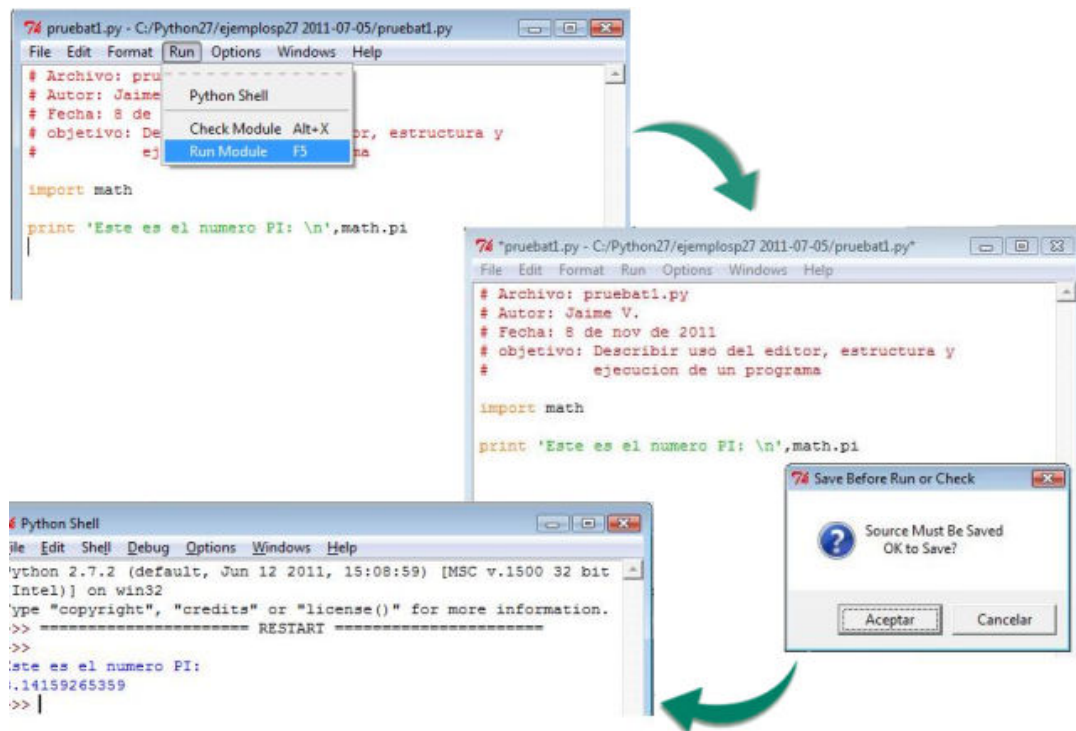 pruebat1.py - C:/Python27/ejemplosp27 2011-07-05/pruebat1.py
File Edit Format Run Options Windows Help
# Archivo: pru
# Autor: Jaime
# Fecha: 8 de
# objetivo: De or, estructura y
# ej ma
Python Shell
Check Module Alt+X
Run Module F5
import math
print 'Este es el numero PI: \n',math.pi
*pruebat1.py - C:/Python27/ejemplosp27 2011-07-05/pruebat1.py*
File Edit Format Run Options Windows Help
# Archivo: pruebat1.py
# Autor: Jaime V.
# Fecha: 8 de nov de 2011
# objetivo: Describir uso del editor, estructura y
# ejecucion de un programa
import math
print 'Este es el numero PI: \n',math.pi
Save Before Run or Check
Source Must Be Saved
OK to Save?
Aceptar Cancelar
Python Shell
ile Edit Shell Debug Options Windows Help
ython 2.7.2 (default, Jun 12 2011, 15:08:59) [MSC v.1500 32 bit
Intel)] on win32
ype "copyright", "credits" or "license()" for more information.
>>> ======================= RESTART =======================
>>>
ste es el numero PI:
.14159265359
>>>